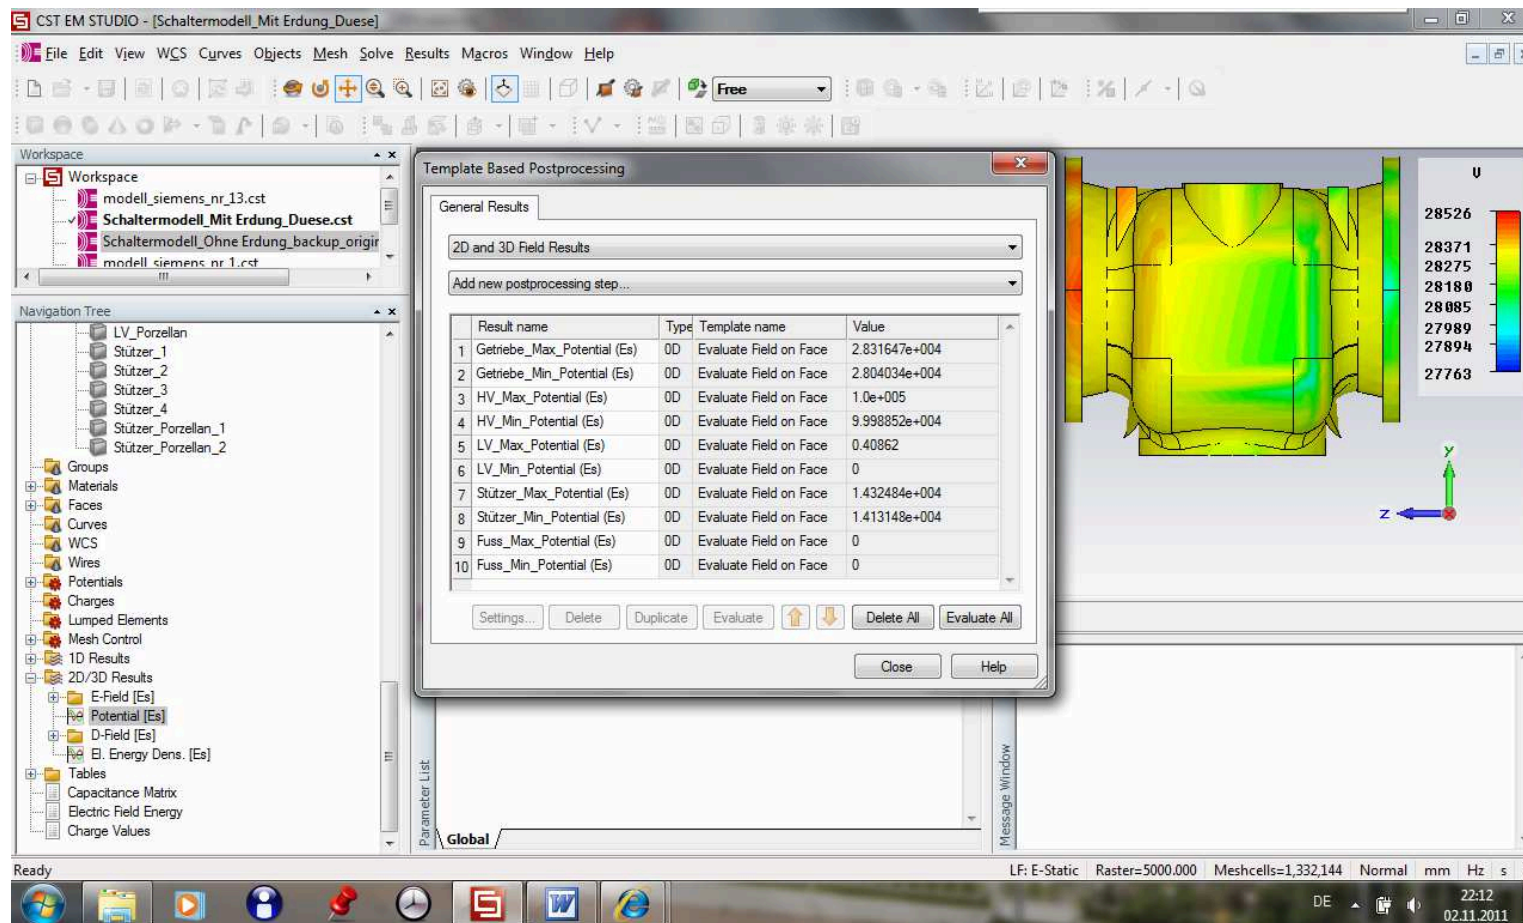 CST EM STUDIO - [Schaltermodell_Mit Erdung_Duese]
File Edit View WCS Curves Objects Mesh Solve Results Macros Window Help
Free
Workspace
Workspace
modell_siemens_nr_13.cst
Schaltermodell_Mit Erdung_Duese.cst
Schaltermodell_Ohne Erdung_backup_origir
modell siemens nr 1.cst
Navigation Tree
LV_Porzellan
Stützer_1
Stützer_2
Stützer_3
Stützer_4
Stützer_Porzellan_1
Stützer_Porzellan_2
Groups
Materials
Faces
Curves
WCS
Wires
Potentials
Charges
Lumped Elements
Mesh Control
1D Results
2D/3D Results
E-Field [Es]
Potential [Es]
D-Field [Es]
El. Energy Dens. [Es]
Tables
Capacitance Matrix
Electric Field Energy
Charge Values
Template Based Postprocessing
General Results
2D and 3D Field Results
Add new postprocessing step...
Result name Type Template name Value
1 Getriebe_Max_Potential (Es) 0D Evaluate Field on Face 2.831647e+004
2 Getriebe_Min_Potential (Es) 0D Evaluate Field on Face 2.804034e+004
3 HV_Max_Potential (Es) 0D Evaluate Field on Face 1.0e+005
4 HV_Min_Potential (Es) 0D Evaluate Field on Face 9.998852e+004
5 LV_Max_Potential (Es) 0D Evaluate Field on Face 0.40862
6 LV_Min_Potential (Es) 0D Evaluate Field on Face 0
7 Stützer_Max_Potential (Es) 0D Evaluate Field on Face 1.432484e+004
8 Stützer_Min_Potential (Es) 0D Evaluate Field on Face 1.413148e+004
9 Fuss_Max_Potential (Es) 0D Evaluate Field on Face 0
10 Fuss_Min_Potential (Es) 0D Evaluate Field on Face 0
Settings... Delete Duplicate Evaluate Delete All Evaluate All
Close Help
V
28526
28371
28275
28180
28085
27989
27894
27763
y
z
Parameter List
Global
Message Window
Ready
LF: E-Static Raster=5000.000 Meshcells=1,332,144 Normal mm Hz s
DE
22:12
02.11.2011